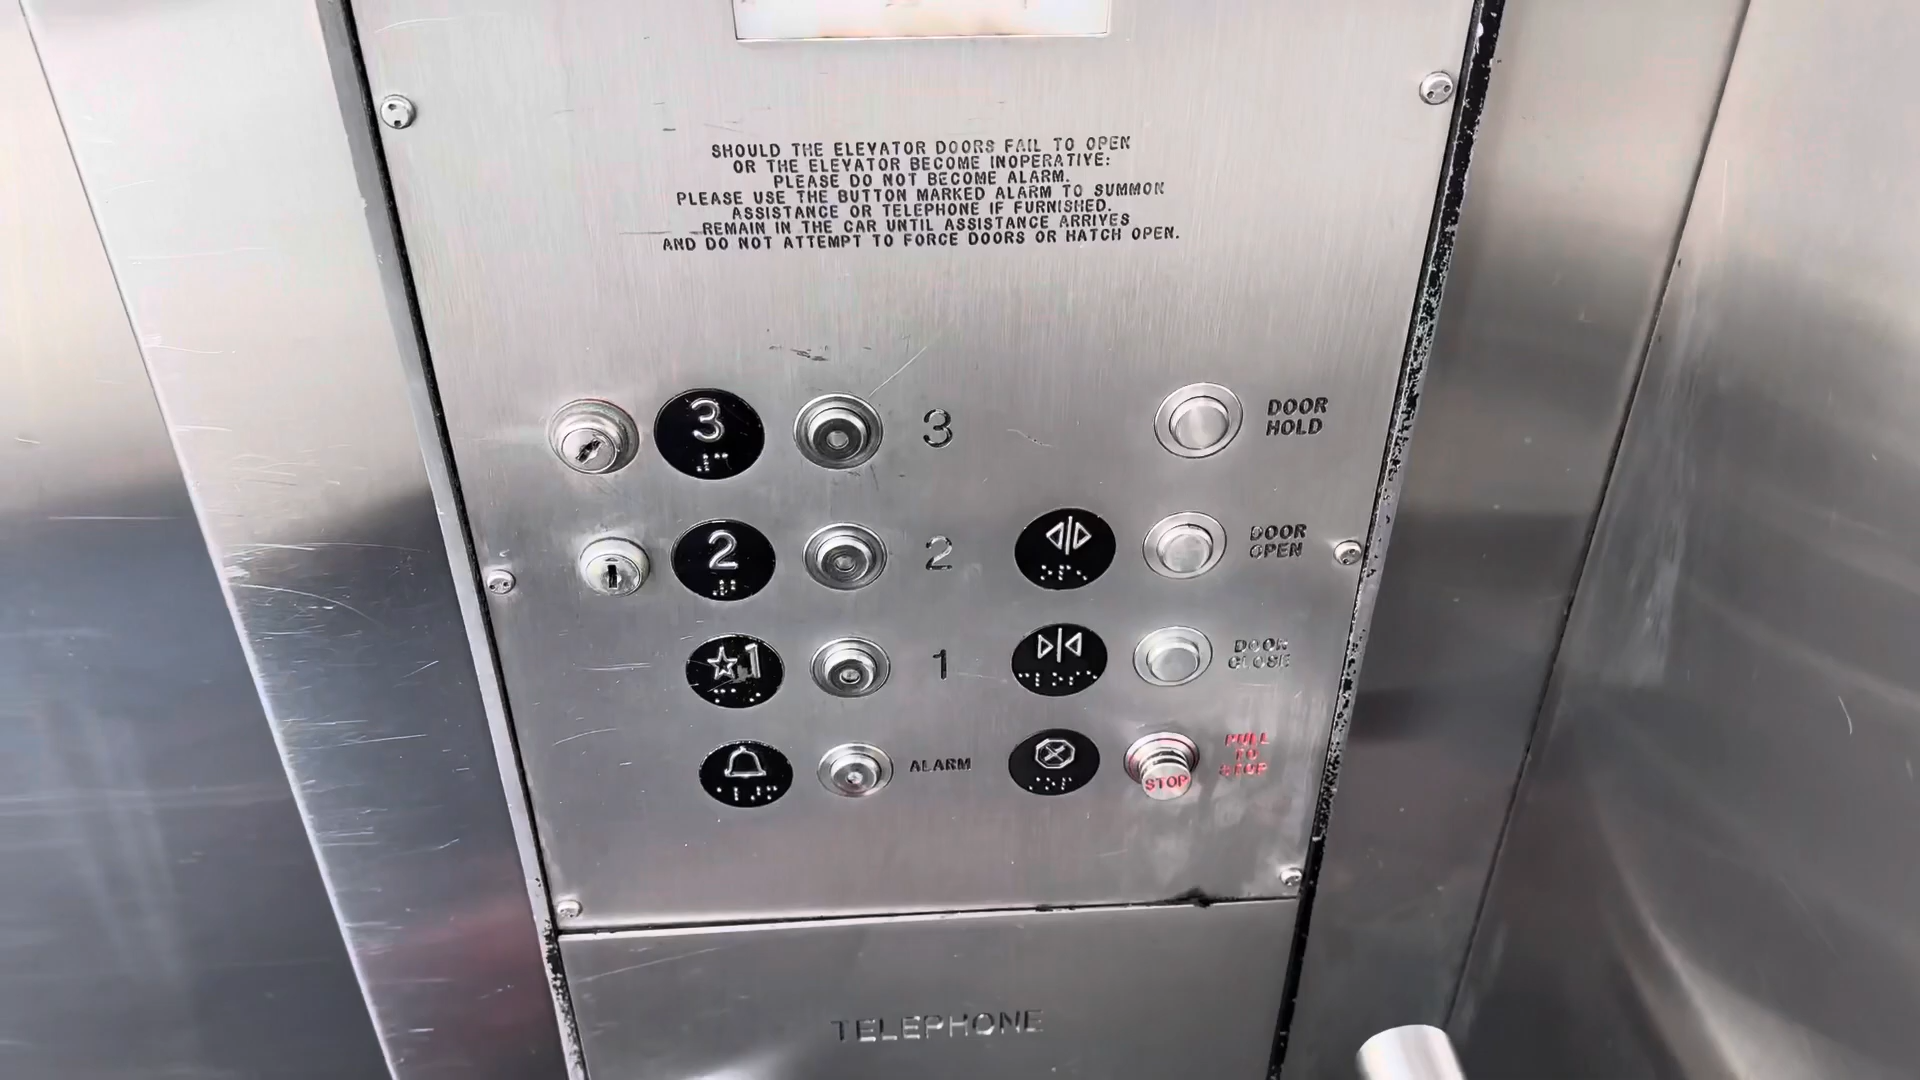 SHOULD THE ELEVATOR DOORS FAIL TO OPEN
OR THE ELEVATOR BECOME INOPERATIVE:
PLEASE DO NOT BECOME ALARM.
PLEASE USE THE BUTTON MARKED ALARM TO SUMMON
ASSISTANCE OR TELEPHONE IF FURNISHED.
REMAIN IN THE CAR UNTIL ASSISTANCE ARRIVES
AND DO NOT ATTEMPT TO FORCE DOORS OR HATCH OPEN.
3
3
DOOR
HOLD
2
2
DOOR
OPEN
☆1
1
DOOR
CLOSE
ALARM
STOP
PULL
TO
STOP
TELEPHONE